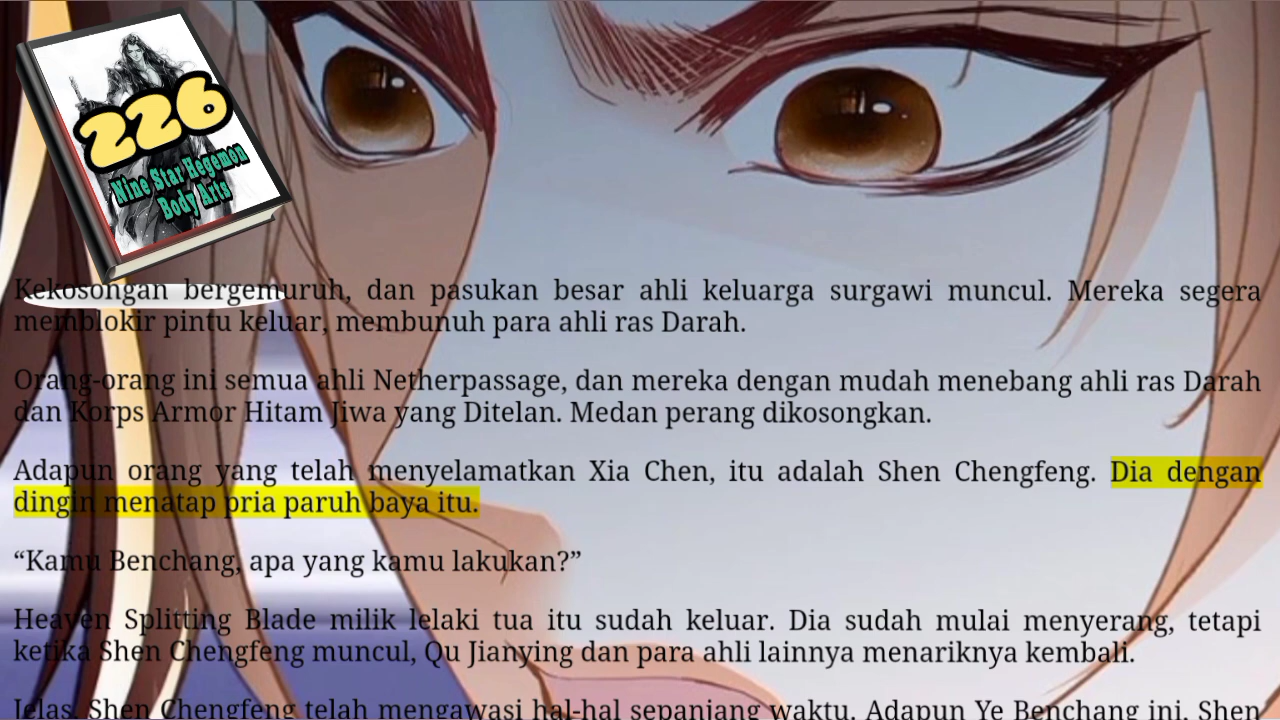 226
Nine Star Hegemon
Body Arts
Kekosongan bergemuruh, dan pasukan besar ahli keluarga surgawi muncul. Mereka segera
memblokir pintu keluar, membunuh para ahli ras Darah.
Orang-orang ini semua ahli Netherpassage, dan mereka dengan mudah menebang ahli ras Darah
dan Korps Armor Hitam Jiwa yang Ditelan. Medan perang dikosongkan.
Adapun orang yang telah menyelamatkan Xia Chen, itu adalah Shen Chengfeng. Dia dengan
dingin menatap pria paruh baya itu.
“Kamu Benchang, apa yang kamu lakukan?”
Heaven Splitting Blade milik lelaki tua itu sudah keluar. Dia sudah mulai menyerang, tetapi
ketika Shen Chengfeng muncul, Qu Jianying dan para ahli lainnya menariknya kembali.
Jelas, Shen Chengfeng telah mengawasi hal-hal sepanjang waktu. Adapun Ye Benchang ini, Shen